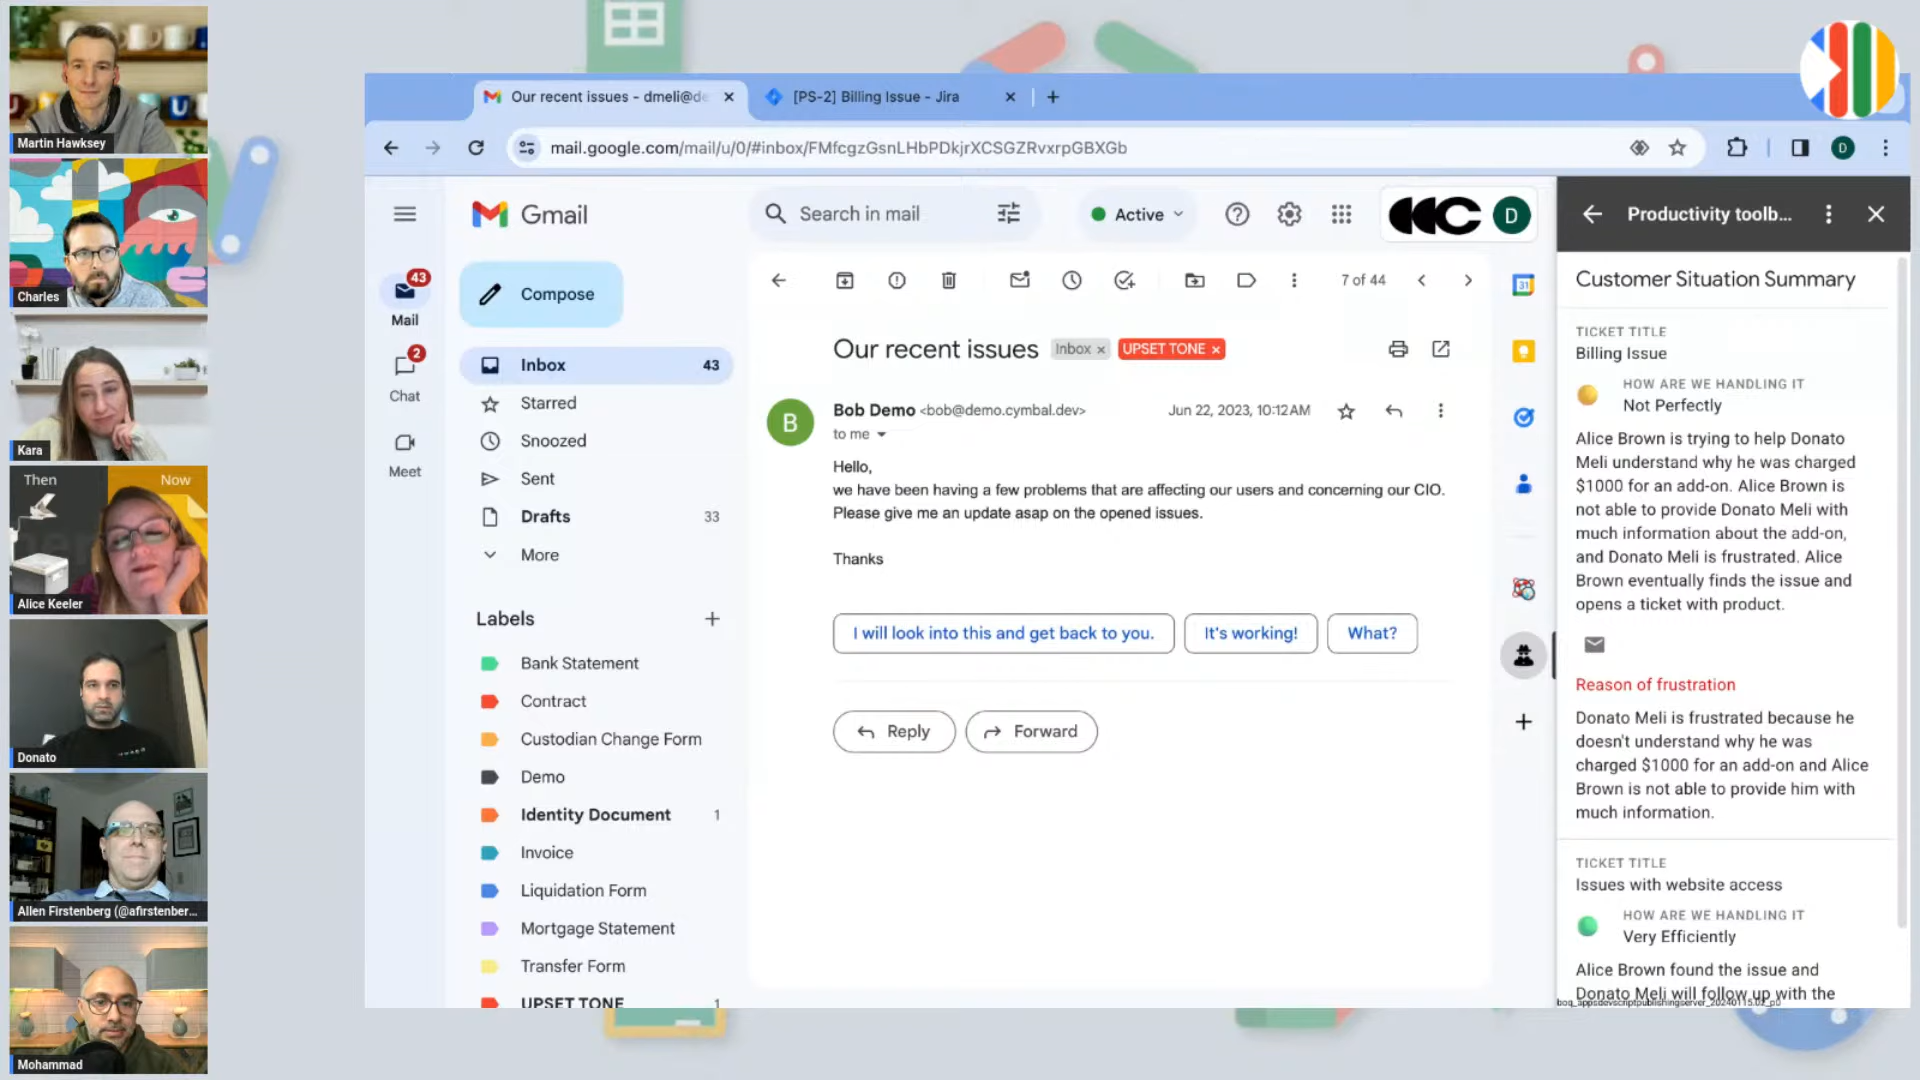 Martin Hawksey
Charles
Kara
Then Now
Alice Keeler
Donato
Allen Firstenberg (@afirstenber...
Mohammad
Our recent issues - dmeli@de
[PS-2] Billing Issue - Jira
mail.google.com/mail/u/0/#inbox/FMfcgzGsnLHbPDkjrXCSGZRvxrpGBXGb
D
Gmail
Search in mail
Active
D
43
Mail
2
Chat
Meet
Compose
Inbox 43
Starred
Snoozed
Sent
Drafts 33
More
Labels
Bank Statement
Contract
Custodian Change Form
Demo
Identity Document 1
Invoice
Liquidation Form
Mortgage Statement
Transfer Form
UPSET TONE 1
7 of 44
Our recent issues Inbox x UPSET TONE x
B
Bob Demo <bob@demo.cymbal.dev> Jun 22, 2023, 10:12 AM
to me
Hello,
we have been having a few problems that are affecting our users and concerning our CIO.
Please give me an update asap on the opened issues.
Thanks
I will look into this and get back to you. It's working! What?
Reply Forward
31
Productivity toolb...
Customer Situation Summary
TICKET TITLE
Billing Issue
HOW ARE WE HANDLING IT
Not Perfectly
Alice Brown is trying to help Donato
Meli understand why he was charged
$1000 for an add-on. Alice Brown is
not able to provide Donato Meli with
much information about the add-on,
and Donato Meli is frustrated. Alice
Brown eventually finds the issue and
opens a ticket with product.
Reason of frustration
Donato Meli is frustrated because he
doesn't understand why he was
charged $1000 for an add-on and Alice
Brown is not able to provide him with
much information.
TICKET TITLE
Issues with website access
HOW ARE WE HANDLING IT
Very Efficiently
Alice Brown found the issue and
Donato Meli will follow up with the